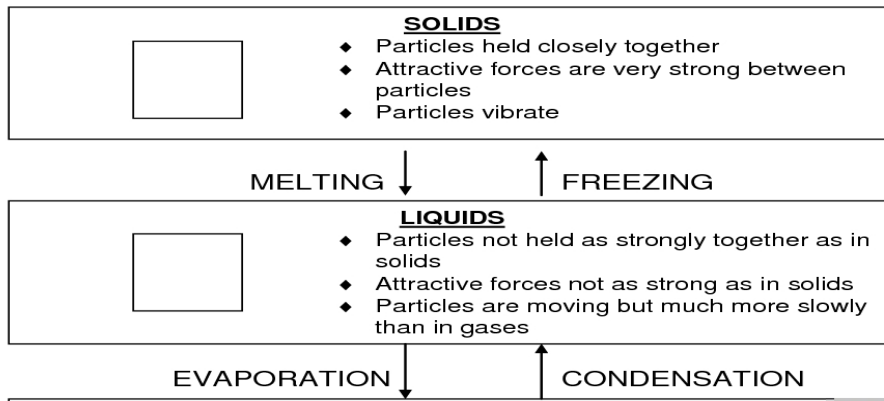 SOLIDS
◆ Particles held closely together
◆ Attractive forces are very strong between
particles
◆ Particles vibrate
MELTING FREEZING
LIQUIDS
◆ Particles not held as strongly together as in
solids
◆ Attractive forces not as strong as in solids
◆ Particles are moving but much more slowly
than in gases
EVAPORATION CONDENSATION